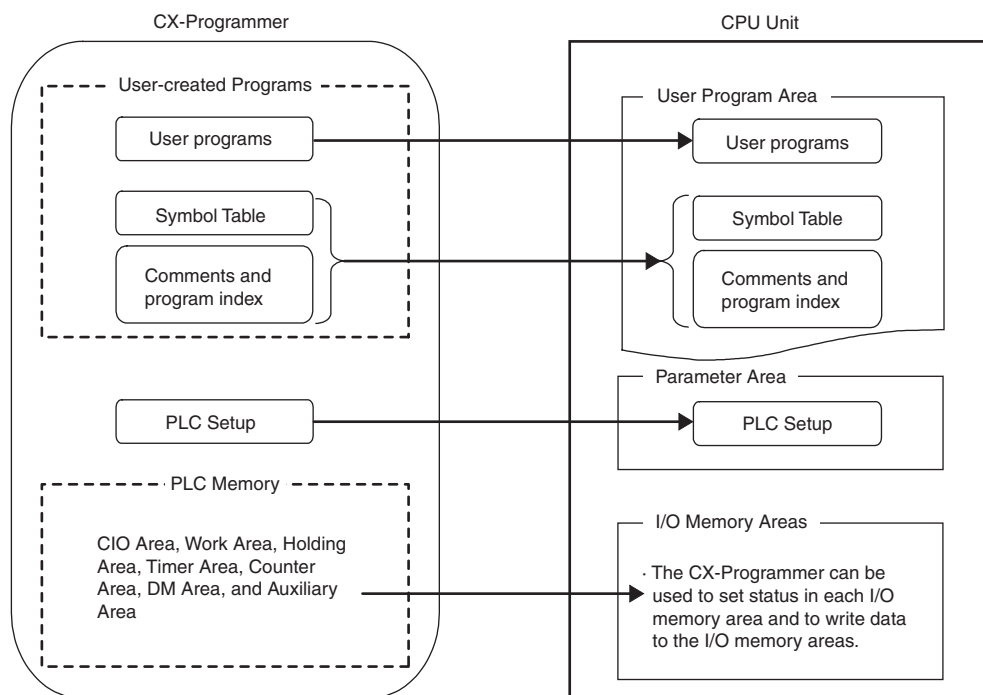 CX-Programmer
User-created Programs
User programs
Symbol Table
Comments and
program index
PLC Setup
PLC Memory
CIO Area, Work Area, Holding
Area, Timer Area, Counter
Area, DM Area, and Auxiliary
Area
CPU Unit
User Program Area
User programs
Symbol Table
Comments and
program index
Parameter Area
PLC Setup
I/O Memory Areas
· The CX-Programmer can be
used to set status in each I/O
memory area and to write data
to the I/O memory areas.